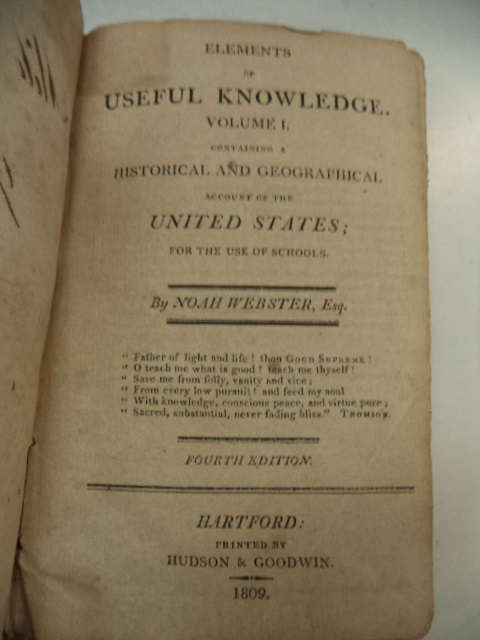 ELEMENTS
OF
USEFUL KNOWLEDGE.
VOLUME I.
CONTAINING A
HISTORICAL AND GEOGRAPHICAL
ACCOUNT OF THE
UNITED STATES;
FOR THE USE OF SCHOOLS.
By NOAH WEBSTER, Esq.
" Father of light and life ! thou GOOD SUPREME !
" O teach me what is good ! teach me thyself !
" Save me from folly, vanity and vice ;
" From every low pursuit ! and feed my soul
" With knowledge, conscious peace, and virtue pure ;
" Sacred, substantial, never fading bliss." THOMSON.
FOURTH EDITION.
HARTFORD:
PRINTED BY
HUDSON & GOODWIN.
1809.